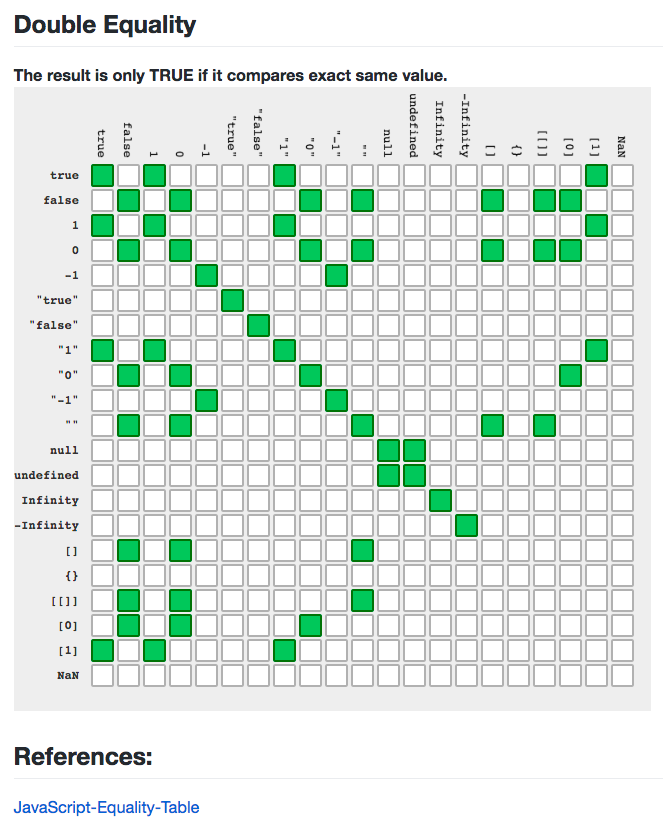 Double Equality
The result is only TRUE if it compares exact same value.
true false 1 0 -1 "true" "false" "1" "0" "-1" "" null undefined Infinity -Infinity [] {} [[]] [0] [1] NaN
true
false
1
0
-1
"true"
"false"
"1"
"0"
"-1"
""
null
undefined
Infinity
-Infinity
[]
{}
[[]]
[0]
[1]
NaN
References:
JavaScript-Equality-Table